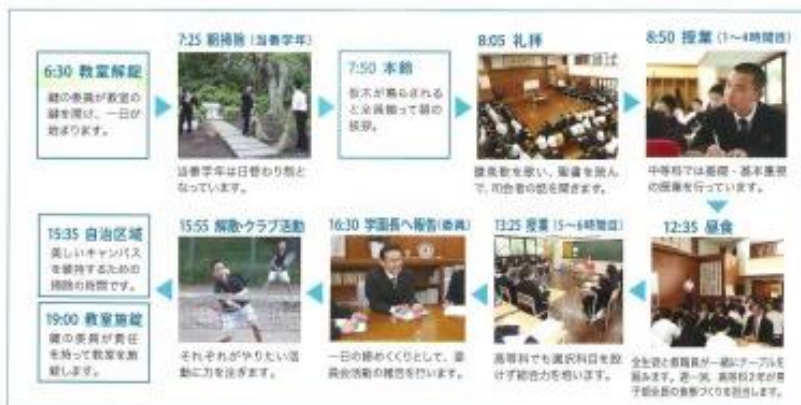 6:30 教室解錠
鍵の委員が教室の
鍵を開け、一日が
始まります。
7:25 朝掃除(当番学年)
当番学年は日替わり制と
なっています。
7:50 本鈴
板木が鳴らされる
と全員揃って朝の
挨拶。
8:05 礼拝
讃美歌を歌い、聖書を読ん
で、司会者の話を聞きます。
8:50 授業(1〜4時間目)
中等科では基礎・基本重視
の授業を行っています。
12:35 昼食
全生徒と教職員が一緒にテーブルを
囲みます。週一回、高等科2年が男
子部全員の食事づくりを担当します。
13:25 授業(5〜6時間目)
高等科でも選択科目を設
けず総合力を培います。
16:30 学園長へ報告(委員)
一日の締めくくりとして、委
員会活動の報告を行います。
15:55 解散・クラブ活動
それぞれがやりたい活
動に力を注ぎます。
15:35 自治区域
美しいキャンパス
を維持するための
掃除の時間です。
19:00 教室施錠
鍵の委員が責任
を持って教室を施
錠します。